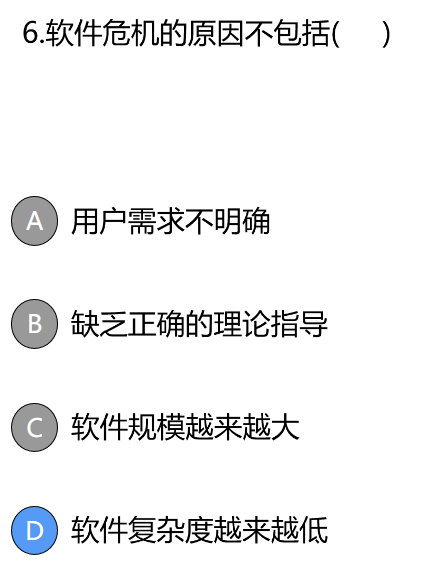 6.软件危机的原因不包括( )
A 用户需求不明确
B 缺乏正确的理论指导
C 软件规模越来越大
D 软件复杂度越来越低